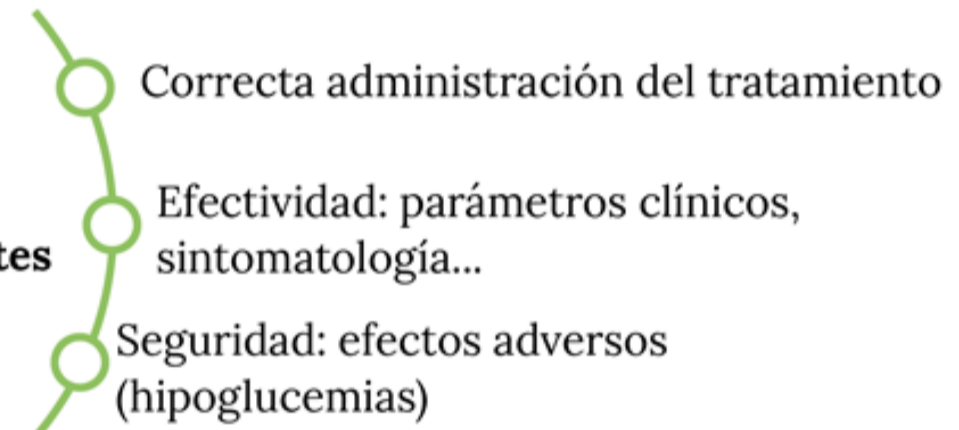 Correcta administración del tratamiento
Efectividad: parámetros clínicos,
sintomatología...
tes
Seguridad: efectos adversos
(hipoglucemias)